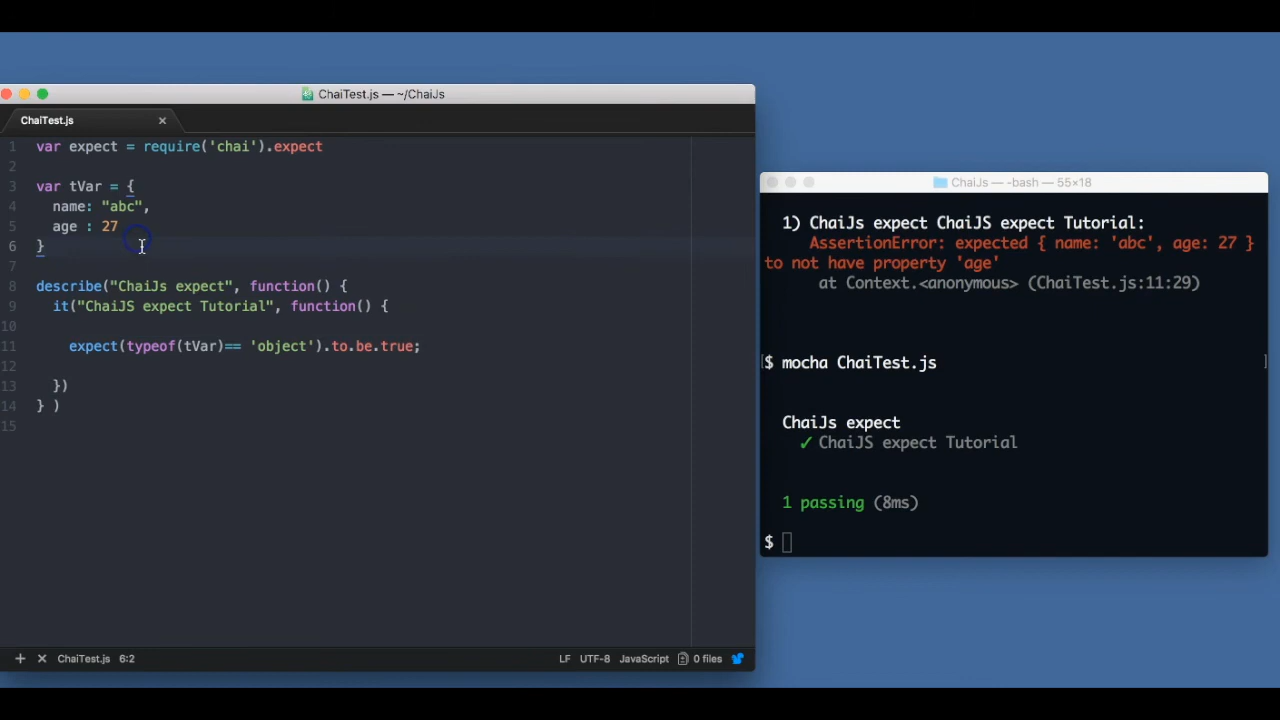 ChaiTest.js — ~/ChaiJs
ChaiTest.js
1 var expect = require('chai').expect
2
3 var tVar = {
4 name: "abc",
5 age : 27
6 }
7
8 describe("ChaiJs expect", function() {
9 it("ChaiJS expect Tutorial", function() {
10
11 expect(typeof(tVar)== 'object').to.be.true;
12
13 })
14 } )
15
ChaiTest.js 6:2
LF UTF-8 JavaScript 0 files
ChaiJs — -bash — 55×18
1) ChaiJs expect ChaiJS expect Tutorial:
AssertionError: expected { name: 'abc', age: 27 }
to not have property 'age'
at Context.<anonymous> (ChaiTest.js:11:29)
[$ mocha ChaiTest.js ]
ChaiJs expect
✓ ChaiJS expect Tutorial
1 passing (8ms)
$